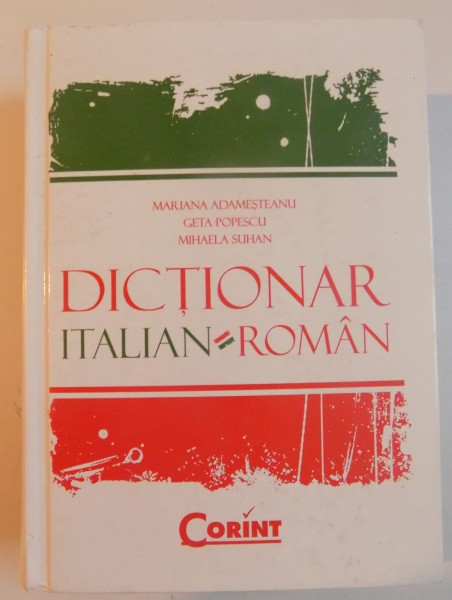 MARIANA ADAMEȘTEANU
GETA POPESCU
MIHAELA SUHAN
DICȚIONAR
ITALIAN-ROMÂN
CORINT